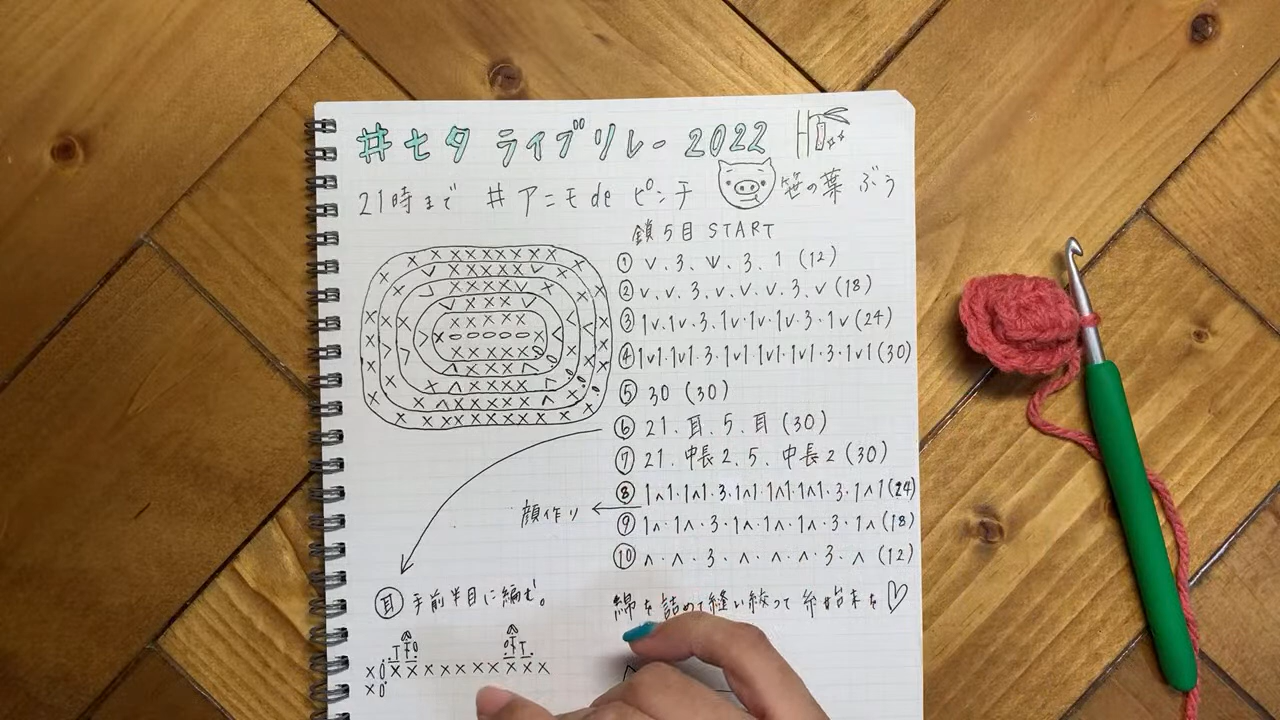 #七夕 ライブリレー 2022
21時まで #アニモdeピンチ 笹の葉 ぶぅ
鎖5目 START
① V.3.W.3.1 (12)
② V.V.3.V.V.V.3.V (18)
③ 1V.1V.3.1V.1V.1V.3.1V (24)
④ 1V1.1V1.3.1V1.1V1.1V1.3.1V1 (30)
⑤ 30 (30)
⑥ 21.耳.5.耳 (30)
⑦ 21.中長2.5.中長2 (30)
⑧ 1∧1.1∧1.3.1∧1.1∧1.1∧1.3.1∧1 (24)
顔作り
⑨ 1∧.1∧.3.1∧.1∧.1∧.3.1∧ (18)
⑩ ∧.∧.3.∧.∧.∧.3.∧ (12)
耳 手前半目に編む。
綿を詰めて縫い絞って 糸始末を♡